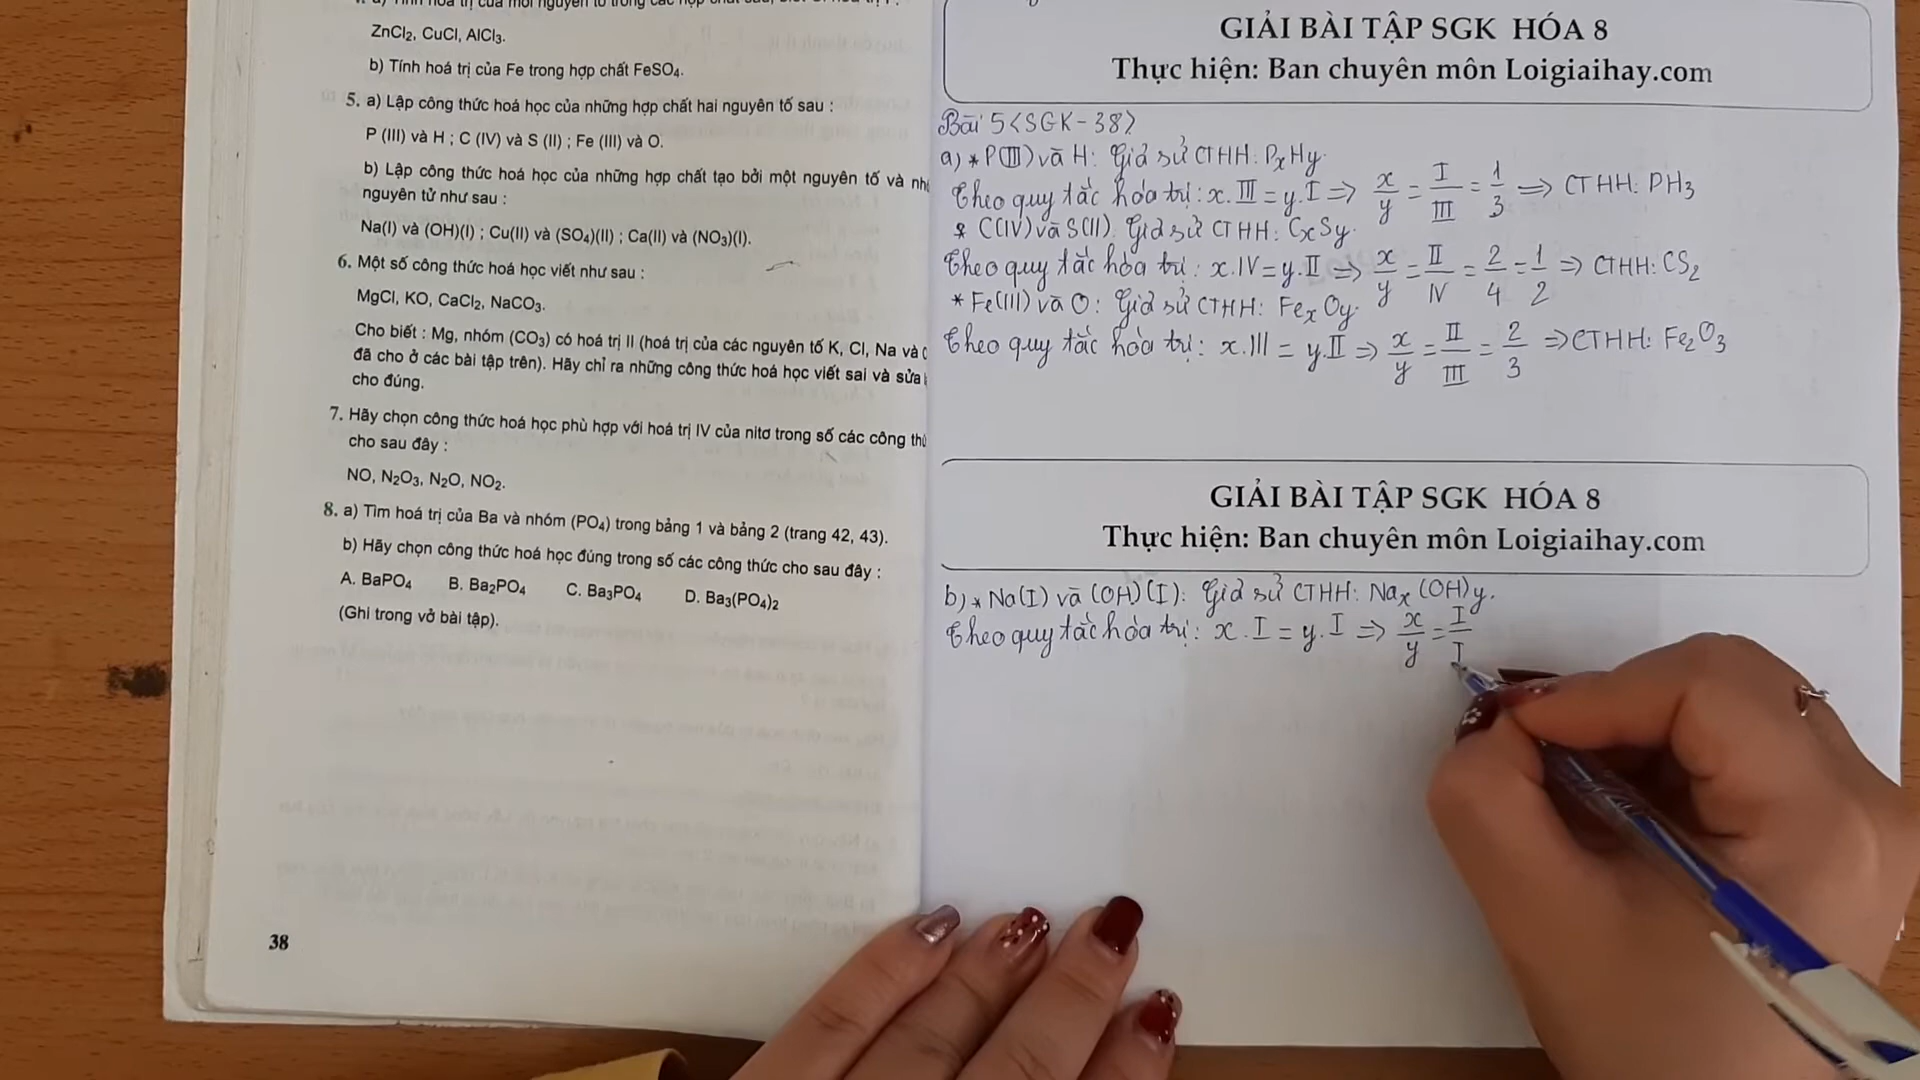 ZnCl2, CuCl, AlCl3.
b) Tính hoá trị của Fe trong hợp chất FeSO4.
5. a) Lập công thức hoá học của những hợp chất hai nguyên tố sau :
P (III) và H ; C (IV) và S (II) ; Fe (III) và O.
b) Lập công thức hoá học của những hợp chất tạo bởi một nguyên tố và
nguyên tử như sau :
Na(I) và (OH)(I) ; Cu(II) và (SO4)(II) ; Ca(II) và (NO3)(I).
6. Một số công thức hoá học viết như sau :
MgCl, KO, CaCl2, NaCO3.
Cho biết : Mg, nhóm (CO3) có hoá trị II (hoá trị của các nguyên tố K, Cl, Na và
đã cho ở các bài tập trên). Hãy chỉ ra những công thức hoá học viết sai và sửa
cho đúng.
7. Hãy chọn công thức hoá học phù hợp với hoá trị IV của nitơ trong số các công
cho sau đây :
NO, N2O3, N2O, NO2.
8. a) Tìm hoá trị của Ba và nhóm (PO4) trong bảng 1 và bảng 2 (trang 42, 43).
b) Hãy chọn công thức hoá học đúng trong số các công thức cho sau đây :
A. BaPO4 B. Ba2PO4 C. Ba3PO4 D. Ba3(PO4)2
(Ghi trong vở bài tập).
38
GIẢI BÀI TẬP SGK HÓA 8
Thực hiện: Ban chuyên môn Loigiaihay.com
Bài 5 <SGK-38>
a) * P(III) và H: Giả sử CTHH: PxHy.
Theo quy tắc hóa trị: x.III = y.I => x/y = I/III = 1/3 => CTHH: PH3
* C(IV) và S(II). Giả sử CTHH: CxSy.
Theo quy tắc hóa trị: x.IV = y.II => x/y = II/IV = 2/4 = 1/2 => CTHH: CS2
* Fe(III) và O: Giả sử CTHH: FexOy.
Theo quy tắc hóa trị: x.III = y.II => x/y = II/III = 2/3 => CTHH: Fe2O3
GIẢI BÀI TẬP SGK HÓA 8
Thực hiện: Ban chuyên môn Loigiaihay.com
b) * Na(I) và (OH)(I): Giả sử CTHH: Nax(OH)y.
Theo quy tắc hóa trị: x.I = y.I => x/y = I/I